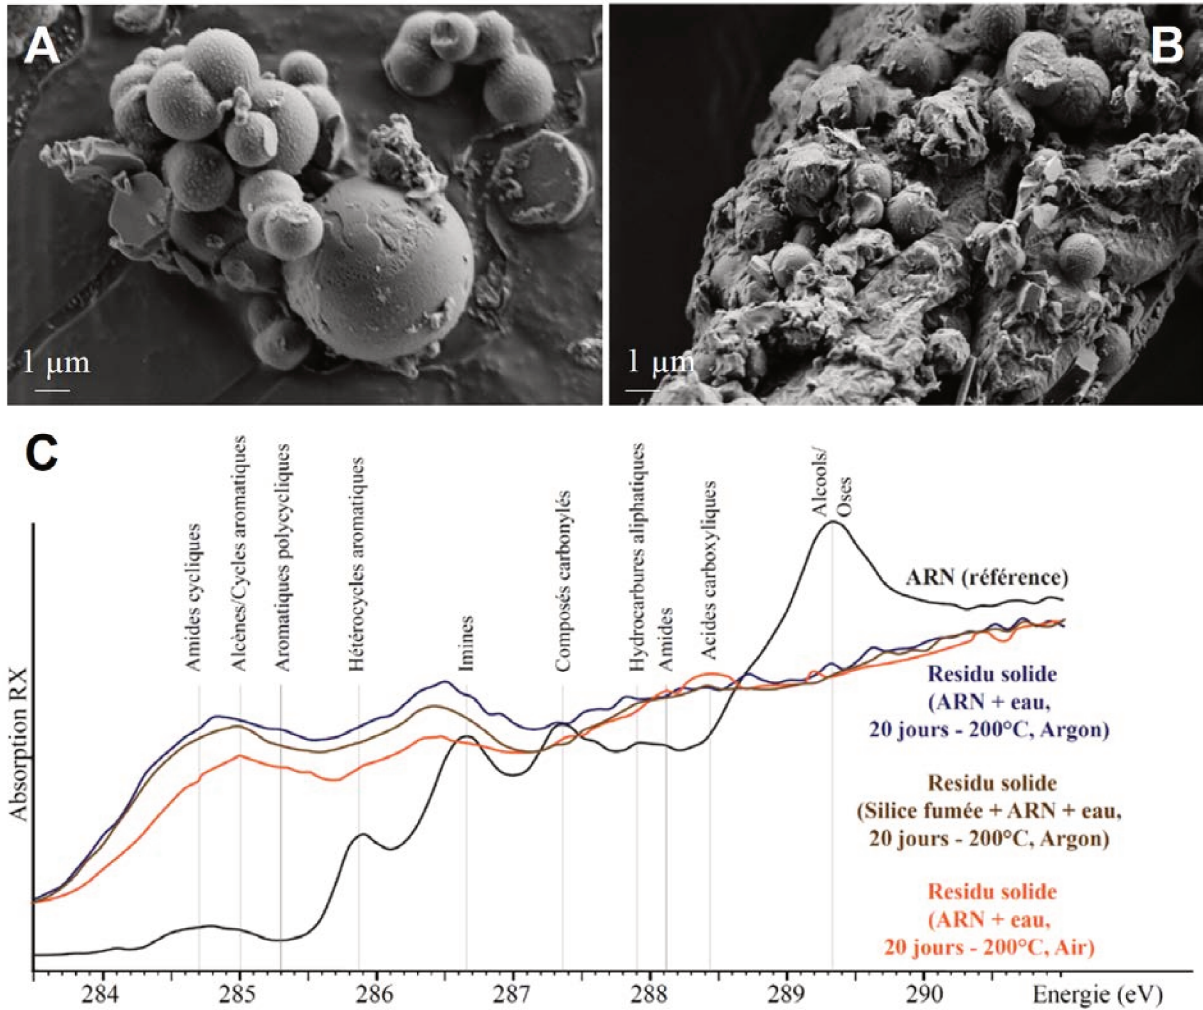 A
B
1 µm
1 µm
C
Amides cycliques
Alcènes/Cycles aromatiques
Aromatiques polycycliques
Hétérocycles aromatiques
Imines
Composés carbonylés
Hydrocarbures aliphatiques
Amides
Acides carboxyliques
Alcools/
Oses
Absorption RX
ARN (référence)
Residu solide
(ARN + eau,
20 jours - 200°C, Argon)
Residu solide
(Silice fumée + ARN + eau,
20 jours - 200°C, Argon)
Residu solide
(ARN + eau,
20 jours - 200°C, Air)
284 285 286 287 288 289 290 Energie (eV)